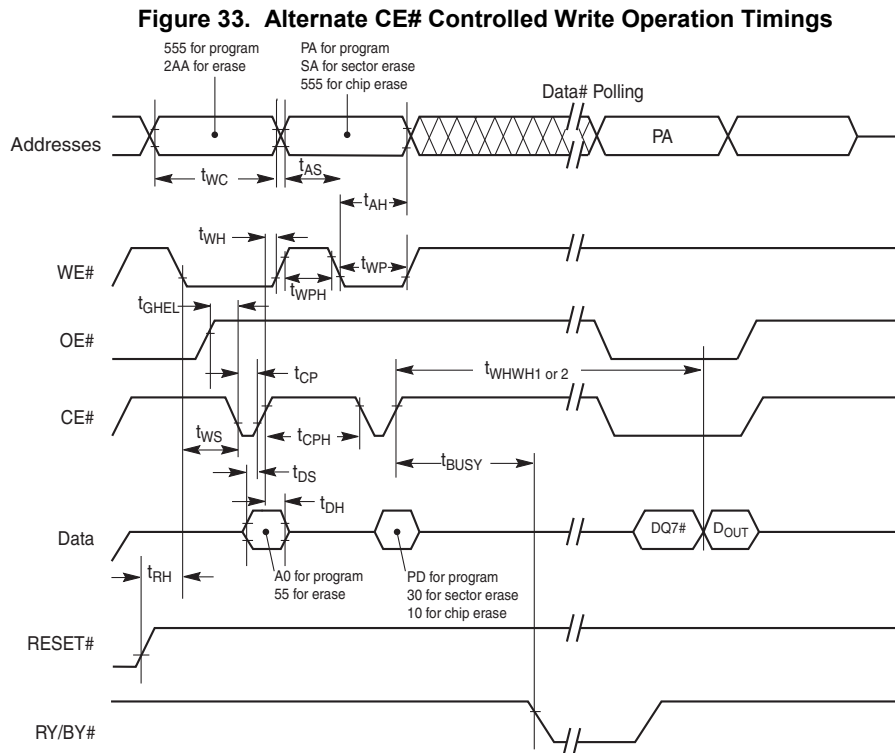 Figure 33. Alternate CE# Controlled Write Operation Timings
555 for program
2AA for erase
PA for program
SA for sector erase
555 for chip erase
Data# Polling
Addresses
PA
tWC
tAS
tAH
tWH
tWP
WE#
tWPH
tGHEL
OE#
tCP
tWHWH1 or 2
CE#
tWS
tCPH
tBUSY
tDS
tDH
Data
DQ7#
DOUT
tRH
A0 for program
55 for erase
PD for program
30 for sector erase
10 for chip erase
RESET#
RY/BY#